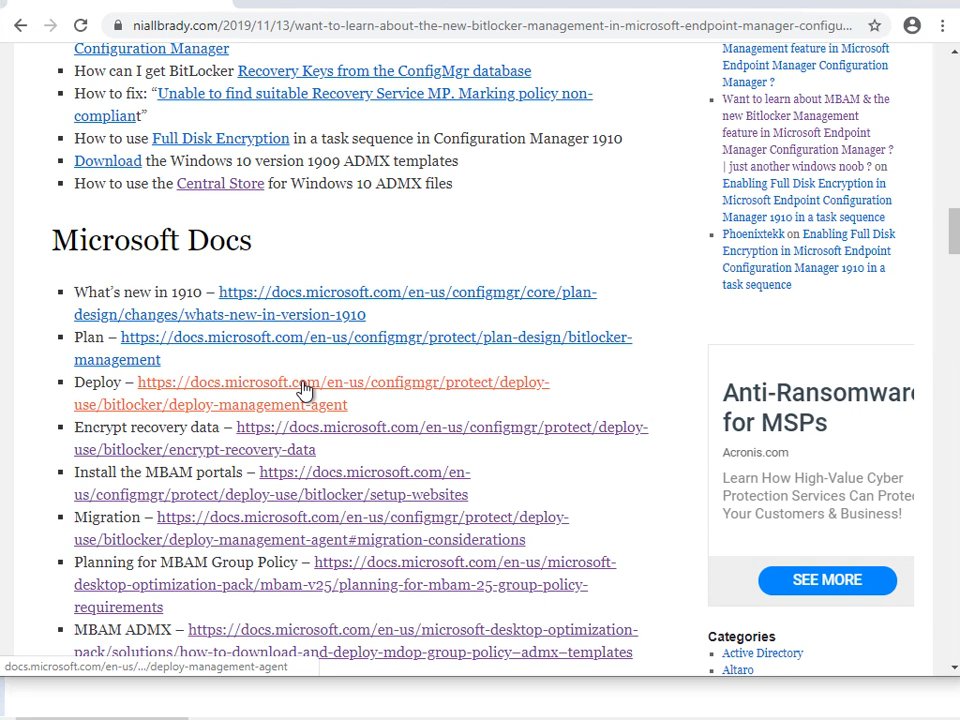 niallbrady.com/2019/11/13/want-to-learn-about-the-new-bitlocker-management-in-microsoft-endpoint-manager-configu...
Configuration Manager
How can I get BitLocker Recovery Keys from the ConfigMgr database
How to fix: “Unable to find suitable Recovery Service MP. Marking policy non-
compliant”
How to use Full Disk Encryption in a task sequence in Configuration Manager 1910
Download the Windows 10 version 1909 ADMX templates
How to use the Central Store for Windows 10 ADMX files
Microsoft Docs
What’s new in 1910 – https://docs.microsoft.com/en-us/configmgr/core/plan-
design/changes/whats-new-in-version-1910
Plan – https://docs.microsoft.com/en-us/configmgr/protect/plan-design/bitlocker-
management
Deploy – https://docs.microsoft.com/en-us/configmgr/protect/deploy-
use/bitlocker/deploy-management-agent
Encrypt recovery data – https://docs.microsoft.com/en-us/configmgr/protect/deploy-
use/bitlocker/encrypt-recovery-data
Install the MBAM portals – https://docs.microsoft.com/en-
us/configmgr/protect/deploy-use/bitlocker/setup-websites
Migration – https://docs.microsoft.com/en-us/configmgr/protect/deploy-
use/bitlocker/deploy-management-agent#migration-considerations
Planning for MBAM Group Policy – https://docs.microsoft.com/en-us/microsoft-
desktop-optimization-pack/mbam-v25/planning-for-mbam-25-group-policy-
requirements
MBAM ADMX – https://docs.microsoft.com/en-us/microsoft-desktop-optimization-
pack/solutions/how-to-download-and-deploy-mdop-group-policy–admx–templates
docs.microsoft.com/en-us/.../deploy-management-agent
Management feature in Microsoft
Endpoint Manager Configuration
Manager ?
Want to learn about MBAM & the
new Bitlocker Management
feature in Microsoft Endpoint
Manager Configuration Manager ?
| just another windows noob ? on
Enabling Full Disk Encryption in
Microsoft Endpoint Configuration
Manager 1910 in a task sequence
Phoenixtekk on Enabling Full Disk
Encryption in Microsoft Endpoint
Configuration Manager 1910 in a
task sequence
Anti-Ransomware
for MSPs
Acronis.com
Learn How High-Value Cyber
Protection Services Can Prote
Your Customers & Business!
SEE MORE
Categories
Active Directory
Altaro